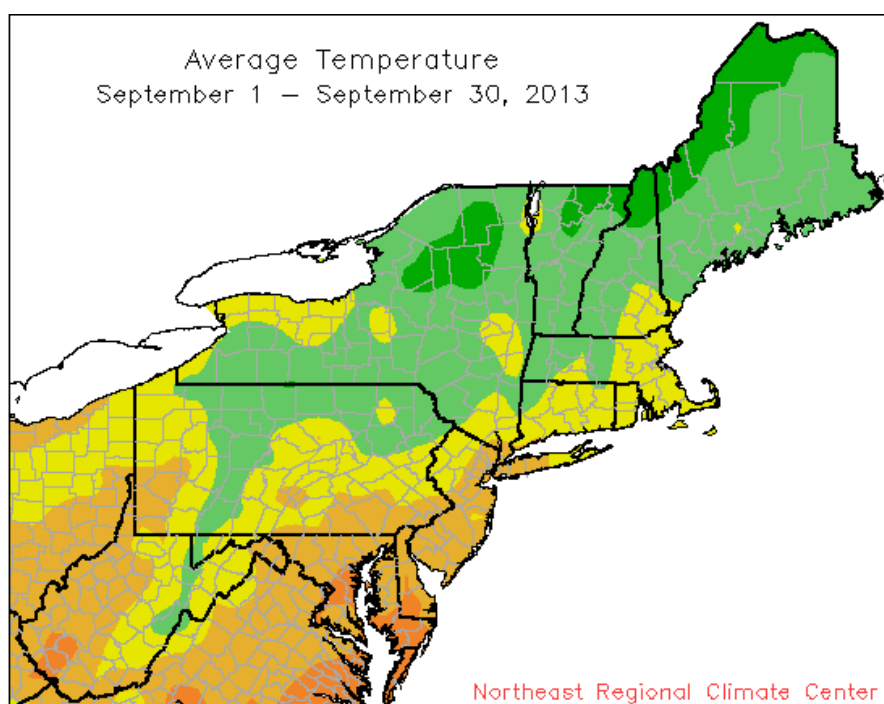 Average Temperature
September 1 – September 30, 2013
Northeast Regional Climate Center